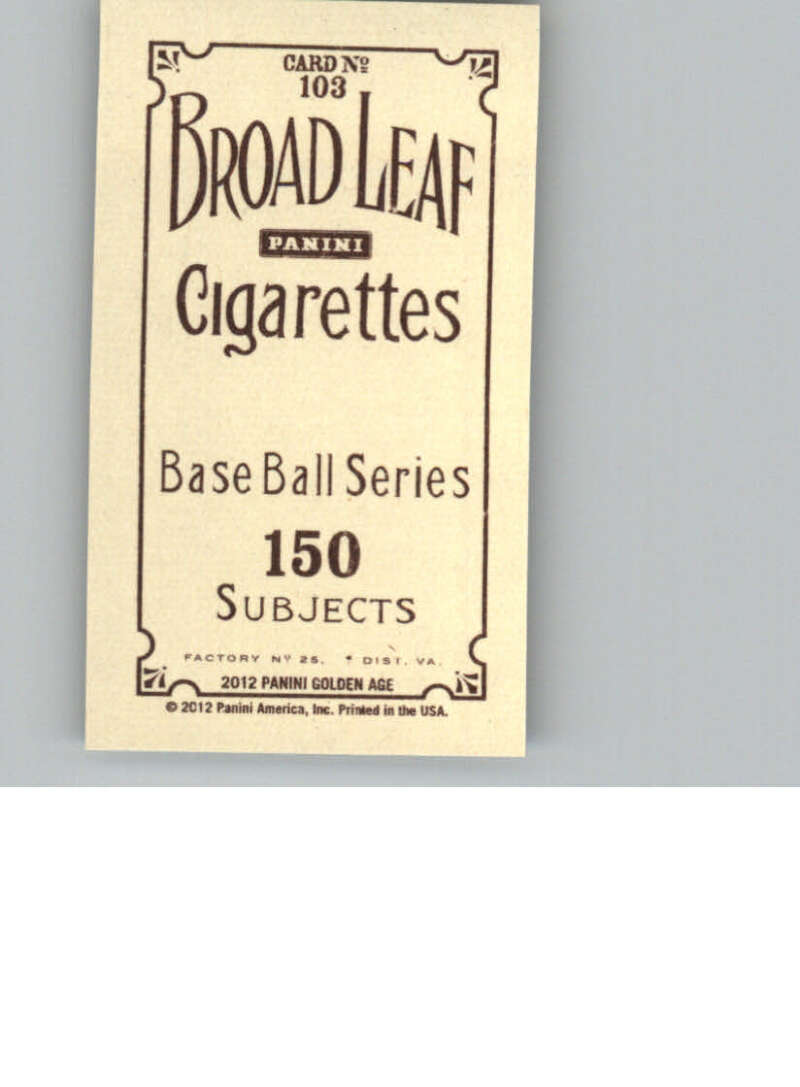 CARD Nº
103
BROAD LEAF
PANINI
Cigarettes
Base Ball Series
150
SUBJECTS
FACTORY Nº 25. * DIST. VA.
2012 PANINI GOLDEN AGE
© 2012 Panini America, Inc. Printed in the USA.